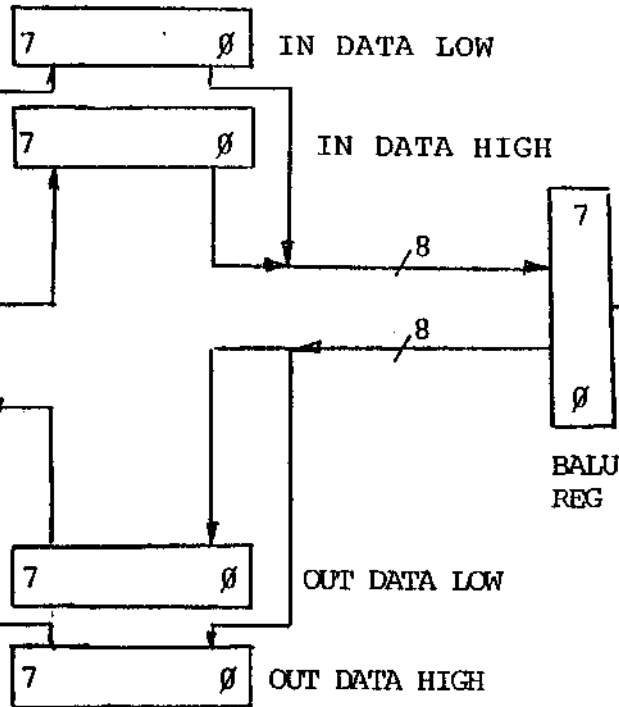 7 Ø IN DATA LOW
7 Ø IN DATA HIGH
8
7
8
Ø
BALU
REG
7 Ø OUT DATA LOW
7 Ø OUT DATA HIGH